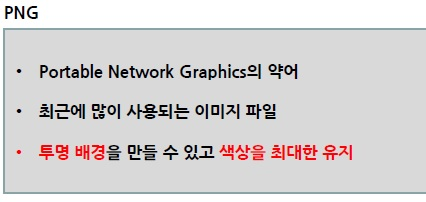 PNG
• Portable Network Graphics의 약어
• 최근에 많이 사용되는 이미지 파일
• 투명 배경을 만들 수 있고 색상을 최대한 유지